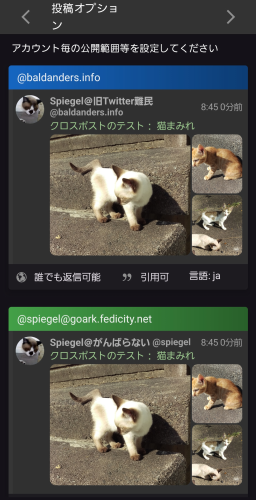 投稿オプショ
ン
アカウント毎の公開範囲等を設定してください
@baldanders.info
Spiegel@旧Twitter難民
@baldanders.info
8:45 0分前
クロスポストのテスト： 猫まみれ
誰でも返信可能 引用可 言語: ja
@spiegel@goark.fedicity.net
Spiegel@がんばらない @spiegel 8:45 0分前
クロスポストのテスト： 猫まみれ